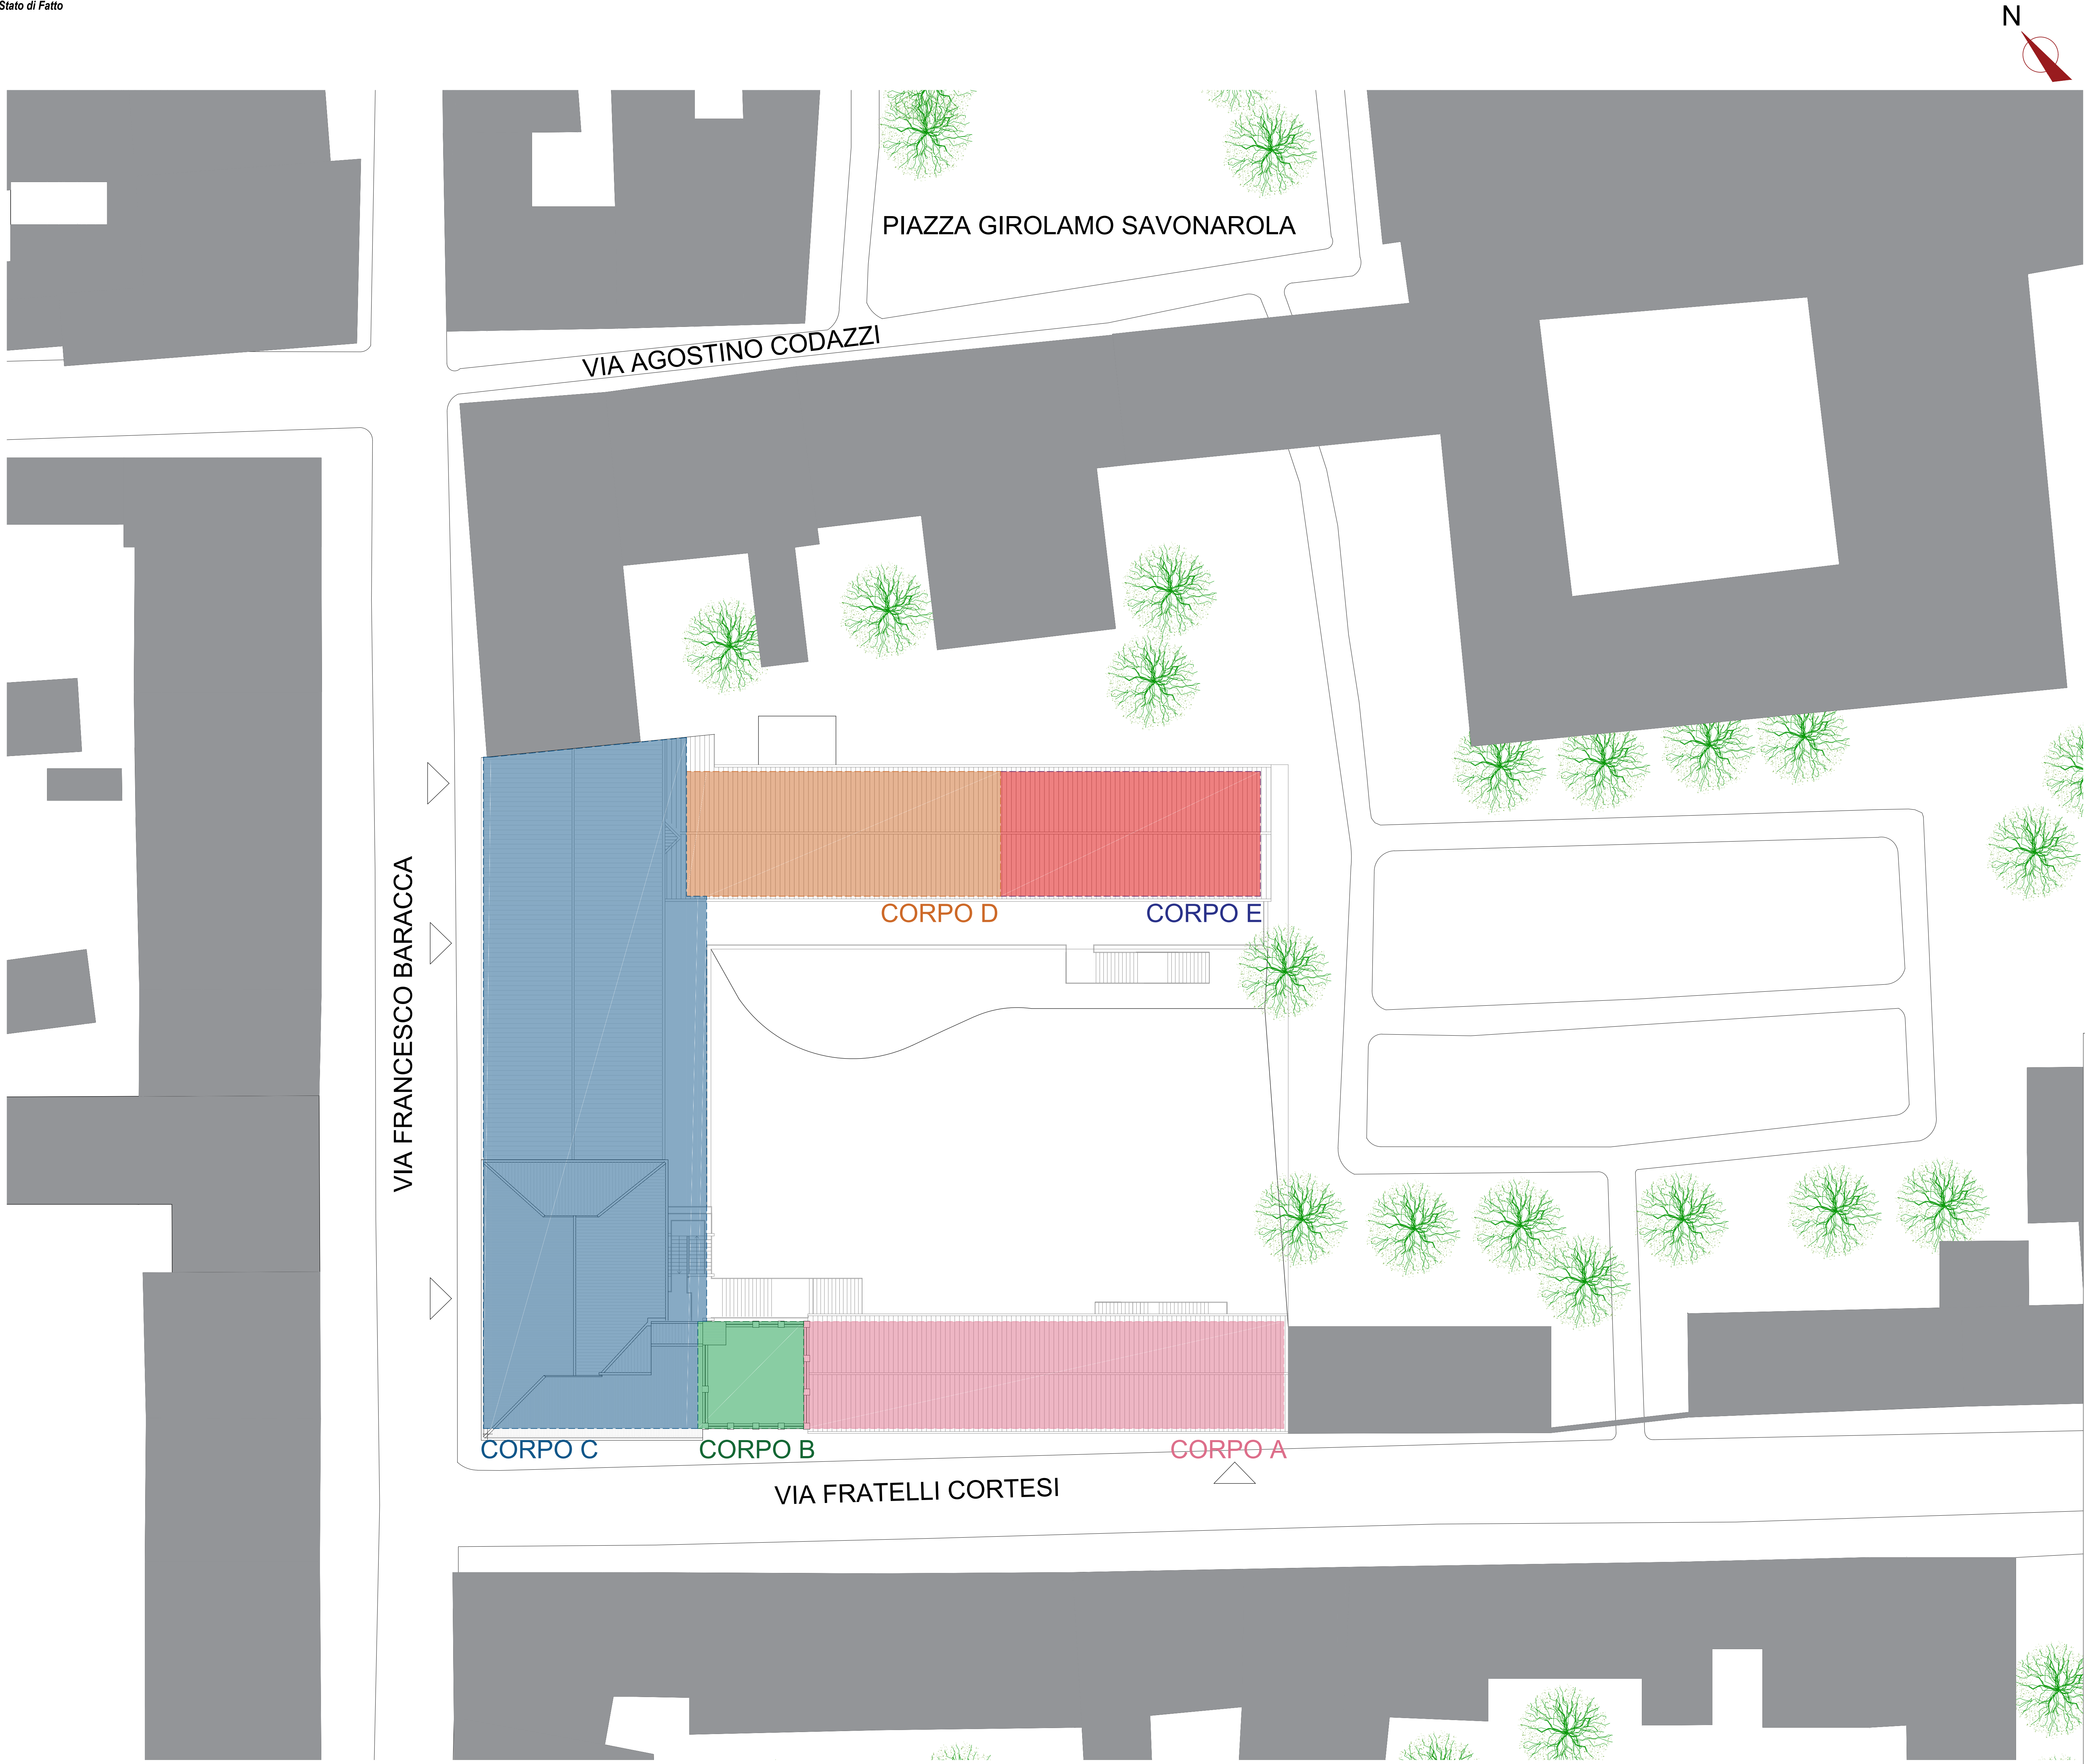 Stato di Fatto
N
PIAZZA GIROLAMO SAVONAROLA
VIA AGOSTINO CODAZZI
VIA FRANCESCO BARACCA
CORPO D
CORPO E
CORPO C
CORPO B
CORPO A
VIA FRATELLI CORTESI